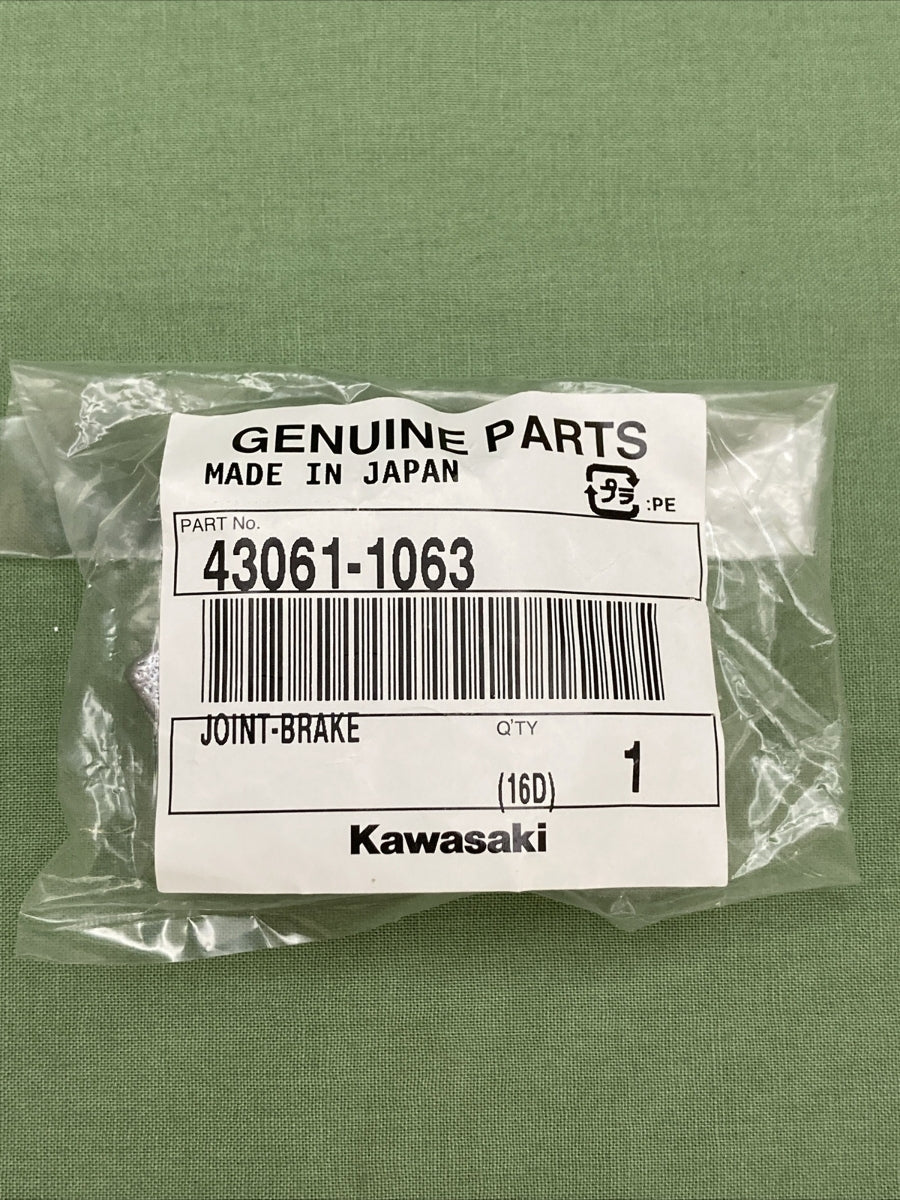 GENUINE PARTS
MADE IN JAPAN
プラ :PE
PART No.
43061-1063
JOINT-BRAKE Q'TY
(16D) 1
Kawasaki